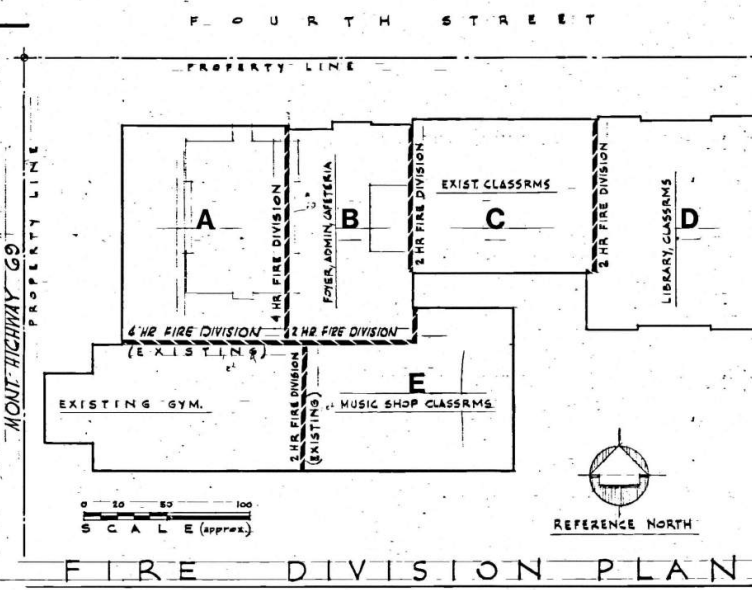 FOURTH STREET
PROPERTY LINE
PROPERTY LINE
MONT. HIGHWAY 69
A
4 HR FIRE DIVISION
FOYER, ADMIN, CAFETERIA
B
2 HR FIRE DIVISION
EXIST. CLASSRMS
C
2 HR FIRE DIVISION
LIBRARY, CLASSRMS
D
4 HR FIRE DIVISION
(EXISTING)
2 HR FIRE DIVISION
EXISTING GYM.
2 HR FIRE DIVISION
(EXISTING)
E
MUSIC SHOP CLASSRMS
0 20 50 100
SCALE (approx.)
REFERENCE NORTH
FIRE DIVISION PLAN